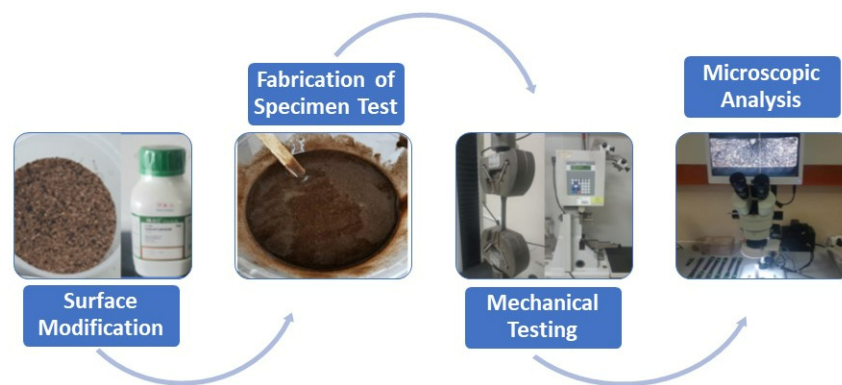 Surface
Modification
Fabrication of
Specimen Test
Mechanical
Testing
Microscopic
Analysis